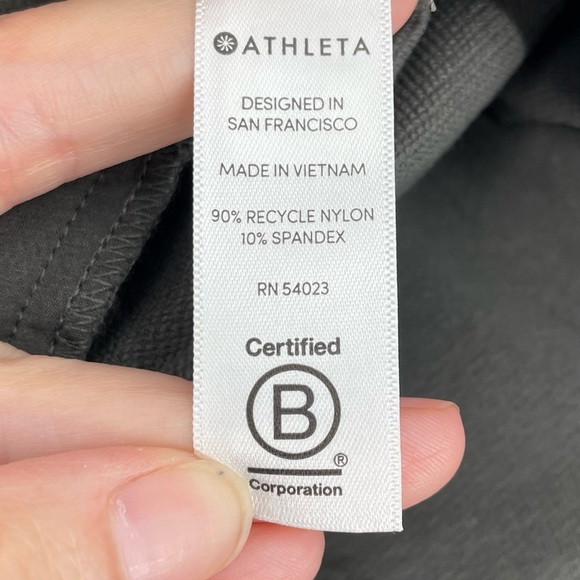 ATHLETA
DESIGNED IN
SAN FRANCISCO
MADE IN VIETNAM
90% RECYCLE NYLON
10% SPANDEX
RN 54023
Certified
B
®
Corporation